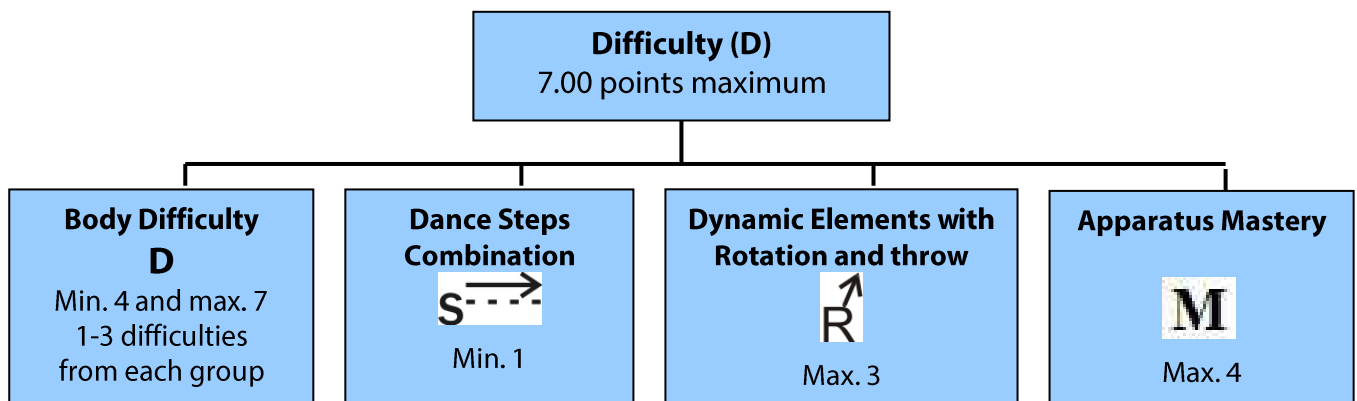 Difficulty (D)
7.00 points maximum
Body Difficulty
D
Min. 4 and max. 7
1-3 difficulties
from each group
Dance Steps
Combination
S
Min. 1
Dynamic Elements with
Rotation and throw
R
Max. 3
Apparatus Mastery
M
Max. 4